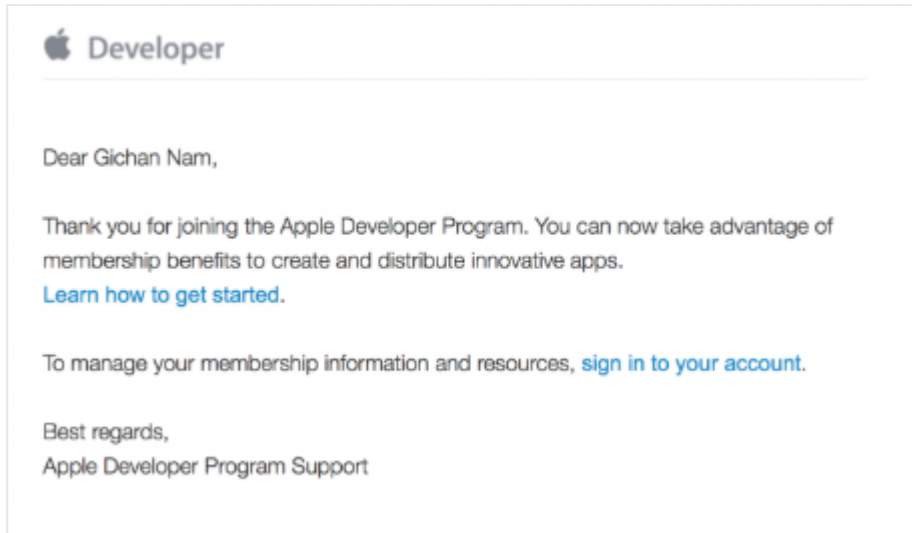 Developer
Dear Gichan Nam,
Thank you for joining the Apple Developer Program. You can now take advantage of
membership benefits to create and distribute innovative apps.
Learn how to get started.
To manage your membership information and resources, sign in to your account.
Best regards,
Apple Developer Program Support